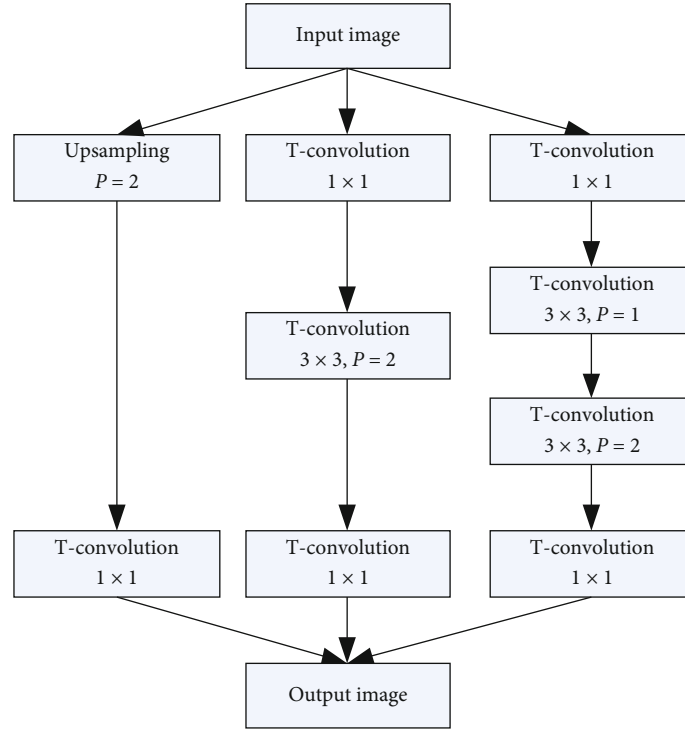 Input image
Upsampling
P = 2
T-convolution
1 × 1
T-convolution
1 × 1
T-convolution
3 × 3, P = 1
T-convolution
3 × 3, P = 2
T-convolution
3 × 3, P = 2
T-convolution
1 × 1
T-convolution
1 × 1
T-convolution
1 × 1
Output image